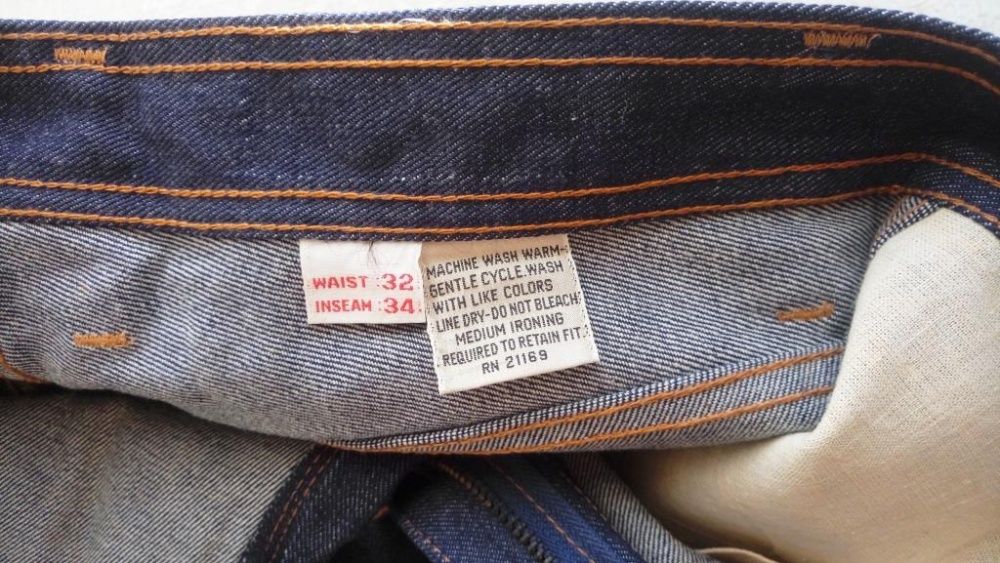 WAIST :32
INSEAM :34
MACHINE WASH WARM-
GENTLE CYCLE.WASH
WITH LIKE COLORS
LINE DRY-DO NOT BLEACH
MEDIUM IRONING
REQUIRED TO RETAIN FIT.
RN 21169